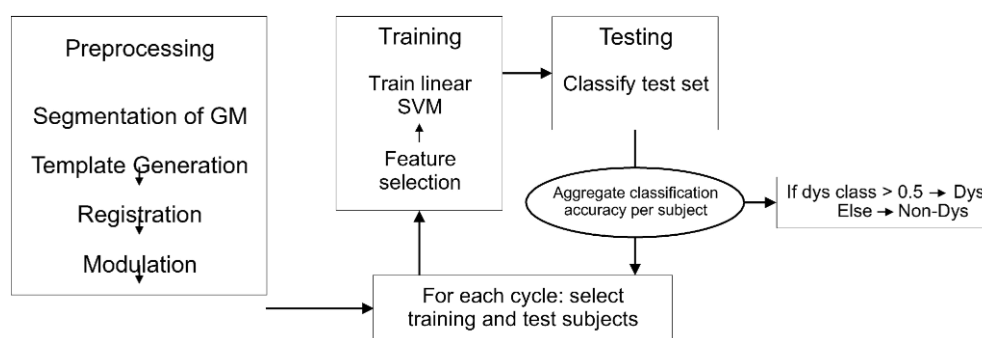 Preprocessing
Segmentation of GM
Template Generation
Registration
Modulation
Training
Train linear
SVM
Feature
selection
Testing
Classify test set
Aggregate classification
accuracy per subject
If dys class > 0.5 → Dys
Else → Non-Dys
For each cycle: select
training and test subjects